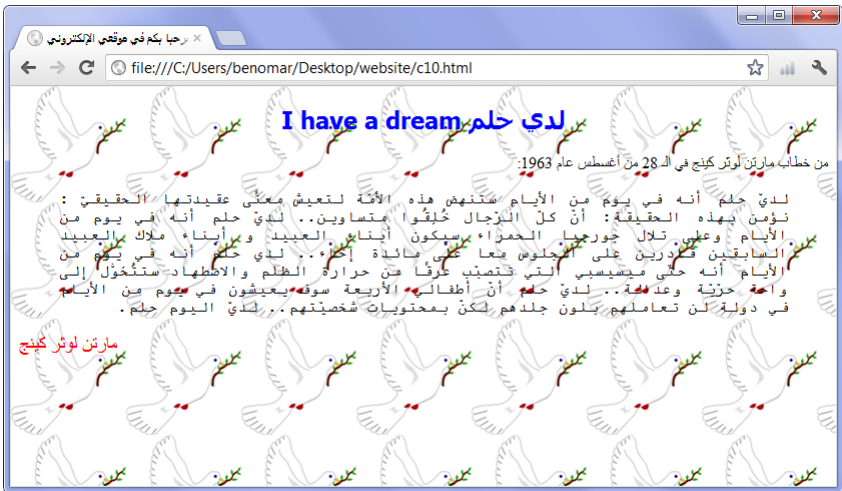 مرحبا بكم في موقعي الإلكتروني
file:///C:/Users/benomar/Desktop/website/c10.html
لدي حلم I have a dream
من خطاب مارتن لوثر كينج في الـ 28 من أغسطس عام 1963:
لديّ حلم أنه في يوم من الأيام ستنهض هذه الأمّة لتعيش معنّى عقيدتها الحقيقيّ :
نؤمن بهذه الحقيقة: أنّ كلّ الرّجال خُلِقُوا متساوين.. لديّ حلم أنه في يوم من
الأيام وعلى تلال جورجيا الحمراء سيكون أبناء العبيد و أبناء ملاك العبيد
السابقين قادرين على الجلوس معا على مائدة إخاء.. لدي حلم أنه في يوم من
الأيام أنه حتّى ميسيسيبي التي تتصبّب عرقًا من حرارة الظلم والاضطهاد ستتُحَوَّل إلى
واحة حرّيّة وعدالة.. لديّ حلم أنّ أطفالي الأربعة سوف يعيشون في يوم من الأيام
في دولة لن تعاملهم بلون جلدهم لكنّ بمحتويات شخصيّتهم.. لديّ اليوم حلم.
مارتن لوثر كينج